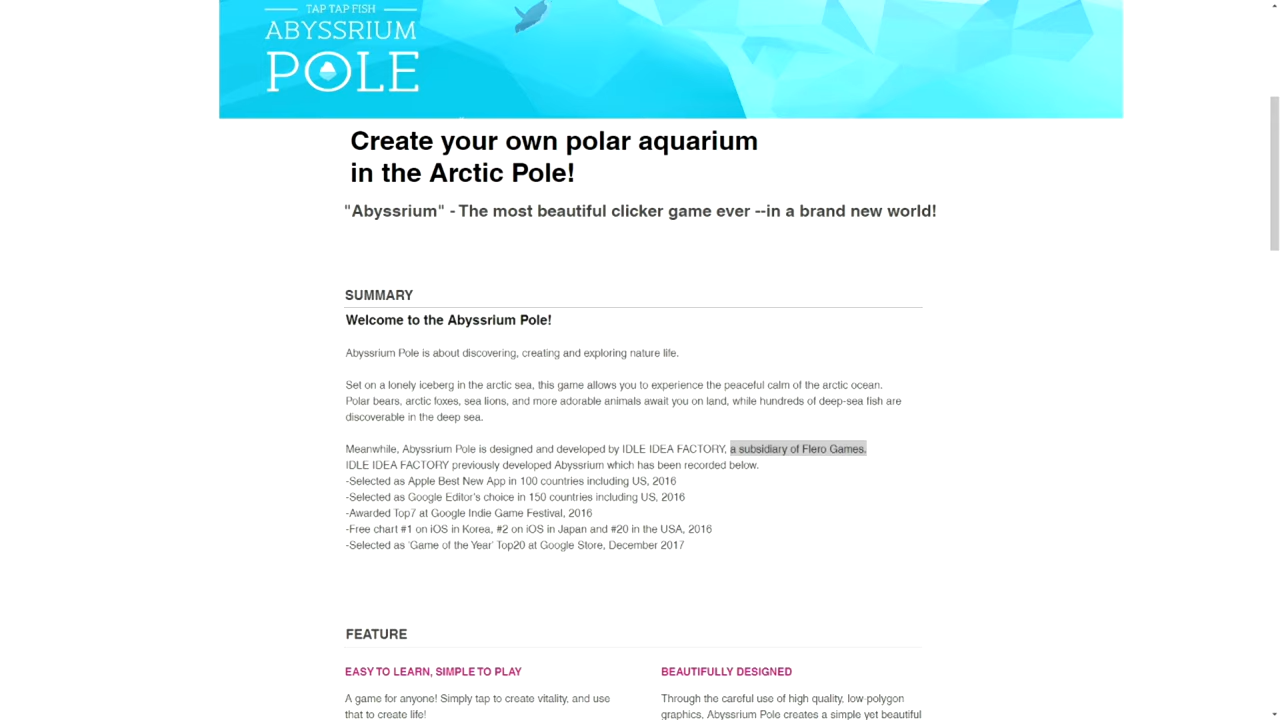 TAP TAP FISH
ABYSSRIUM
POLE
Create your own polar aquarium
in the Arctic Pole!
"Abyssrium" - The most beautiful clicker game ever --in a brand new world!
SUMMARY
Welcome to the Abyssrium Pole!
Abyssrium Pole is about discovering, creating and exploring nature life.
Set on a lonely iceberg in the arctic sea, this game allows you to experience the peaceful calm of the arctic ocean.
Polar bears, arctic foxes, sea lions, and more adorable animals await you on land, while hundreds of deep-sea fish are
discoverable in the deep sea.
Meanwhile, Abyssrium Pole is designed and developed by IDLE IDEA FACTORY, a subsidiary of Flero Games.
IDLE IDEA FACTORY previously developed Abyssrium which has been recorded below.
-Selected as Apple Best New App in 100 countries including US, 2016
-Selected as Google Editor's choice in 150 countries including US, 2016
-Awarded Top7 at Google Indie Game Festival, 2016
-Free chart #1 on iOS in Korea, #2 on iOS in Japan and #20 in the USA, 2016
-Selected as 'Game of the Year' Top20 at Google Store, December 2017
FEATURE
EASY TO LEARN, SIMPLE TO PLAY
A game for anyone! Simply tap to create vitality, and use
that to create life!
BEAUTIFULLY DESIGNED
Through the careful use of high quality, low-polygon
graphics, Abyssrium Pole creates a simple yet beautiful